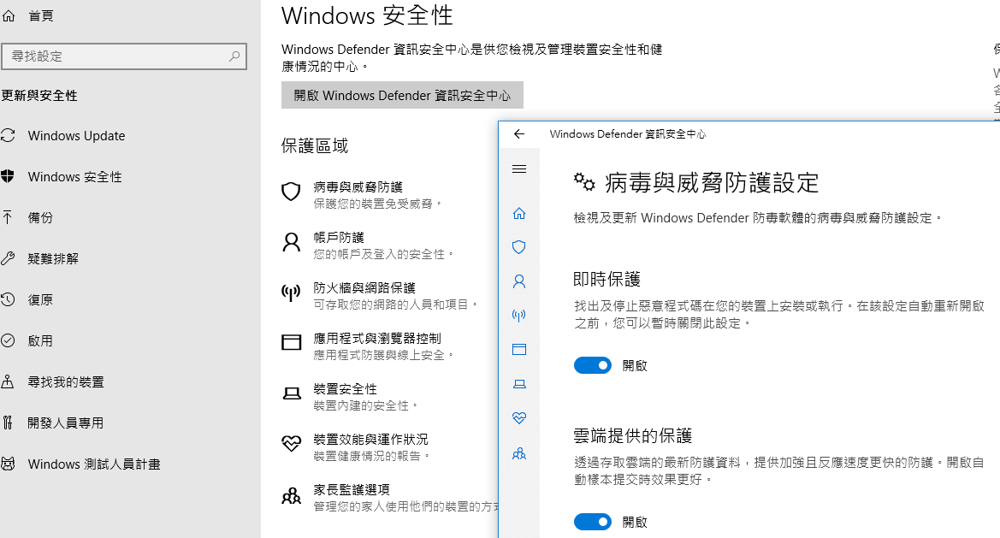 首頁
尋找設定
更新與安全性
Windows Update
Windows 安全性
備份
疑難排解
復原
啟用
尋找我的裝置
開發人員專用
Windows 測試人員計畫
Windows 安全性
Windows Defender 資訊安全中心是供您檢視及管理裝置安全性和健
康情況的中心。
開啟 Windows Defender 資訊安全中心
保護區域
病毒與威脅防護
保護您的裝置免受威脅。
帳戶防護
您的帳戶及登入的安全性。
防火牆與網路保護
可存取您的網路的人員和項目。
應用程式與瀏覽器控制
應用程式防護與線上安全。
裝置安全性
裝置內建的安全性。
裝置效能與運作狀況
裝置健康情況的報告。
家長監護選項
管理您的家人使用他們的裝置的方式
Windows Defender 資訊安全中心
病毒與威脅防護設定
檢視及更新 Windows Defender 防毒軟體的病毒與威脅防護設定。
即時保護
找出及停止惡意程式碼在您的裝置上安裝或執行。在該設定自動重新開啟
之前，您可以暫時關閉此設定。
開啟
雲端提供的保護
透過存取雲端的最新防護資料，提供加強且反應速度更快的防護。開啟自
動樣本提交時效果更好。
開啟